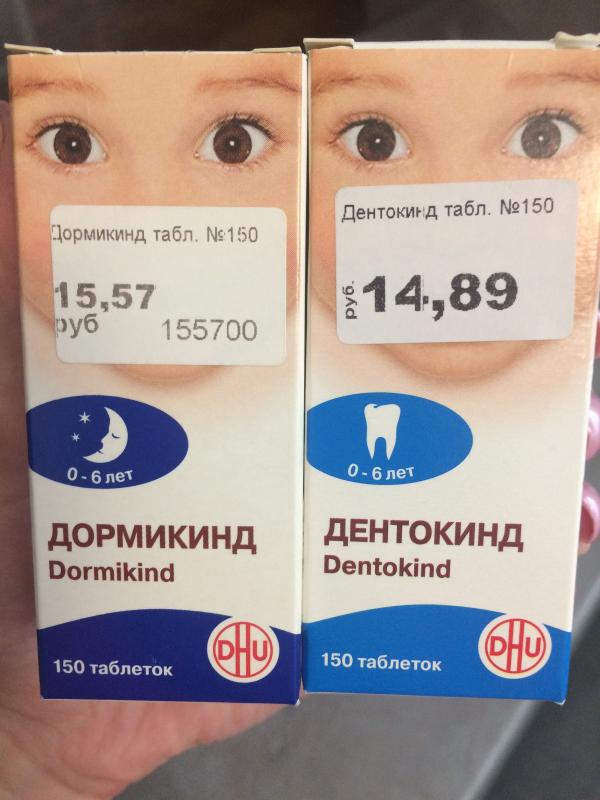 Дормикинд табл. №150
15,57
руб 155700
0 - 6 лет
ДОРМИКИНД
Dormikind
150 таблеток
DHU
Дентокинд табл. №150
руб. 14,89
0 - 6 лет
ДЕНТОКИНД
Dentokind
150 таблеток
DHU